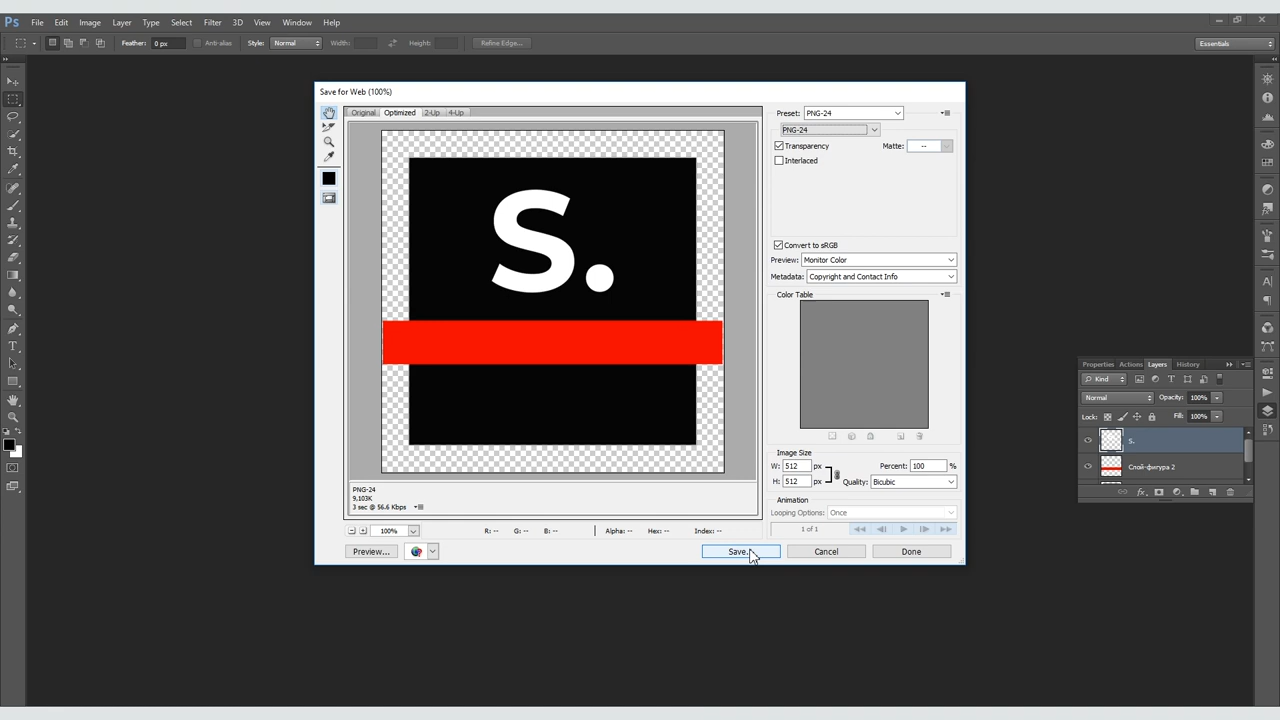 Ps File Edit Image Layer Type Select Filter 3D View Window Help
Feather: 0 px Anti-alias Style: Normal Width: Height: Refine Edge... Essentials
Save for Web (100%)
Original Optimized 2-Up 4-Up
Preset: PNG-24
PNG-24
Transparency Matte: --
Interlaced
S.
Convert to sRGB
Preview: Monitor Color
Metadata: Copyright and Contact Info
Color Table
Image Size
W: 512 px Percent: 100 %
H: 512 px Quality: Bicubic
Animation
Looping Options: Once
1 of 1
PNG-24
9,103K
3 sec @ 56.6 Kbps
100% R: -- G: -- B: -- Alpha: -- Hex: -- Index: --
Preview... Save... Cancel Done
Properties Actions Layers History
Kind
Normal Opacity: 100%
Lock: Fill: 100%
S.
Слой-фигура 2